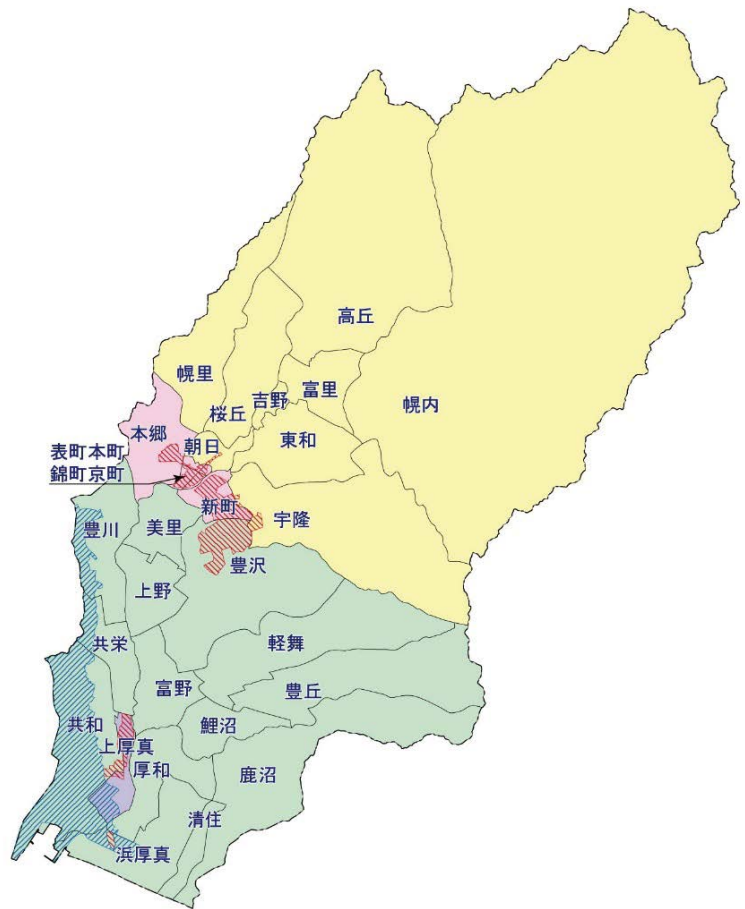 高丘
幌里
富里
吉野
桜丘
幌内
本郷
朝日
東和
表町本町
錦町京町
新町
宇隆
豊川
美里
豊沢
上野
共栄
軽舞
富野
豊丘
共和
鯉沼
上厚真
厚和
鹿沼
清住
浜厚真